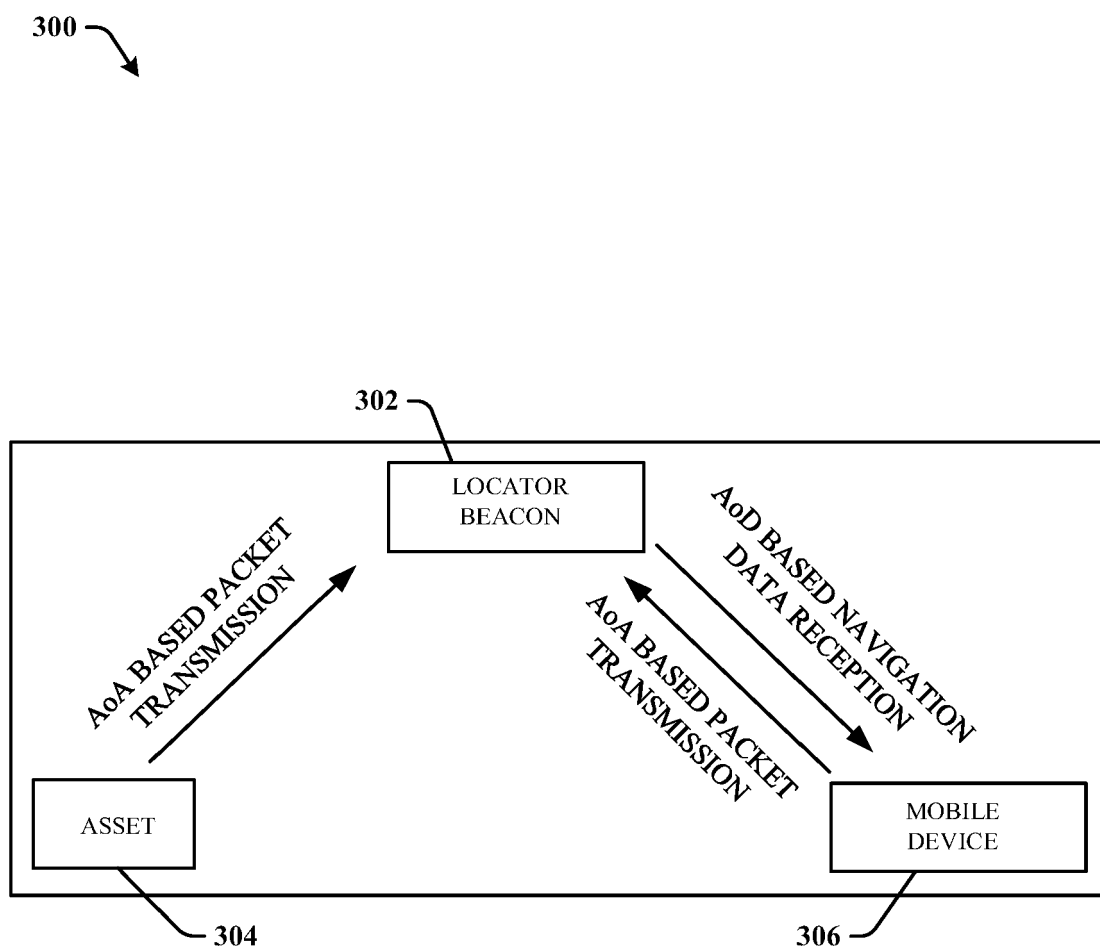 300
302
LOCATOR
BEACON
AoA BASED PACKET
TRANSMISSION
AoD BASED NAVIGATION
DATA RECEPTION
AoA BASED PACKET
TRANSMISSION
ASSET
MOBILE
DEVICE
304
306